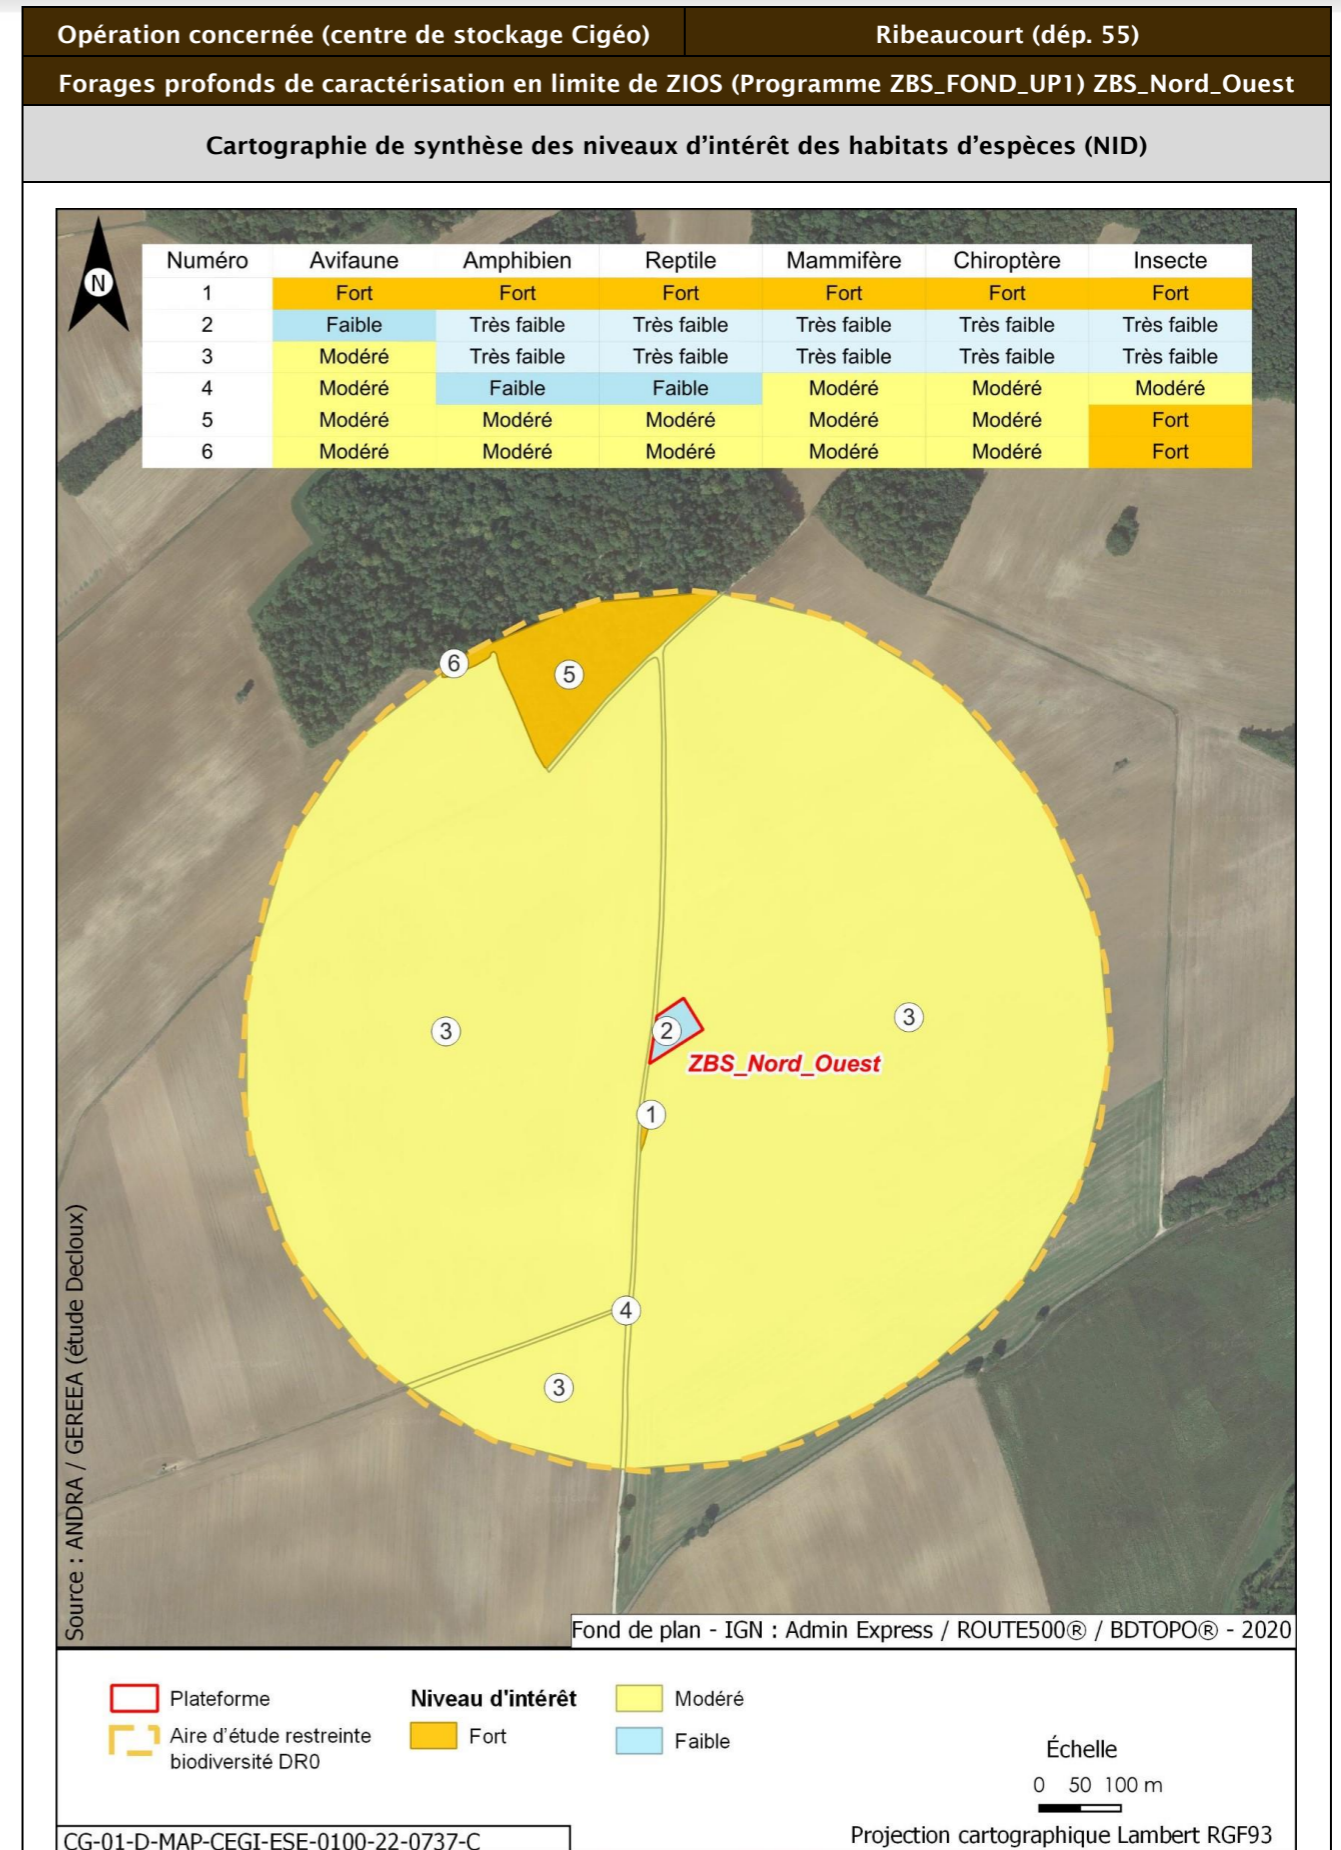 Opération concernée (centre de stockage Cigéo) Ribeaucourt (dép. 55)
Forages profonds de caractérisation en limite de ZIOS (Programme ZBS_FOND_UP1) ZBS_Nord_Ouest
Cartographie de synthèse des niveaux d'intérêt des habitats d'espèces (NID)
N
Numéro Avifaune Amphibien Reptile Mammifère Chiroptère Insecte
1 Fort Fort Fort Fort Fort Fort
2 Faible Très faible Très faible Très faible Très faible Très faible
3 Modéré Très faible Très faible Très faible Très faible Très faible
4 Modéré Faible Faible Modéré Modéré Modéré
5 Modéré Modéré Modéré Modéré Modéré Fort
6 Modéré Modéré Modéré Modéré Modéré Fort
6
5
3
2
3
ZBS_Nord_Ouest
1
4
3
Source : ANDRA / GEREEA (étude Decloux)
Fond de plan - IGN : Admin Express / ROUTE500® / BDTOPO® - 2020
Plateforme
Aire d'étude restreinte
biodiversité DR0
Niveau d'intérêt
Fort
Modéré
Faible
Échelle
0 50 100 m
Projection cartographique Lambert RGF93
CG-01-D-MAP-CEGI-ESE-0100-22-0737-C